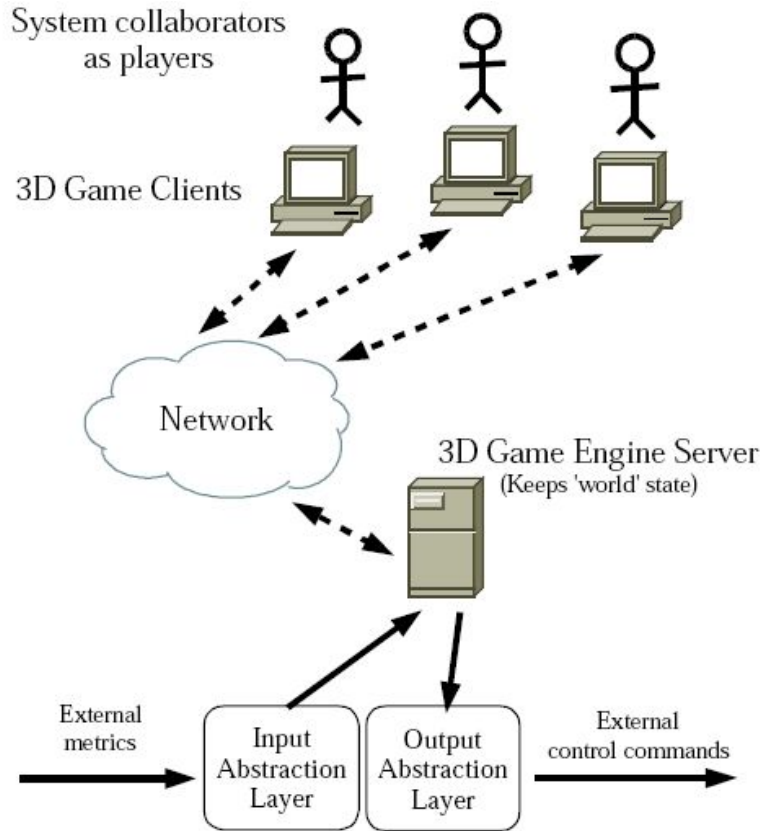 System collaborators
as players
3D Game Clients
Network
3D Game Engine Server
(Keeps 'world' state)
External
metrics
Input
Abstraction
Layer
Output
Abstraction
Layer
External
control commands